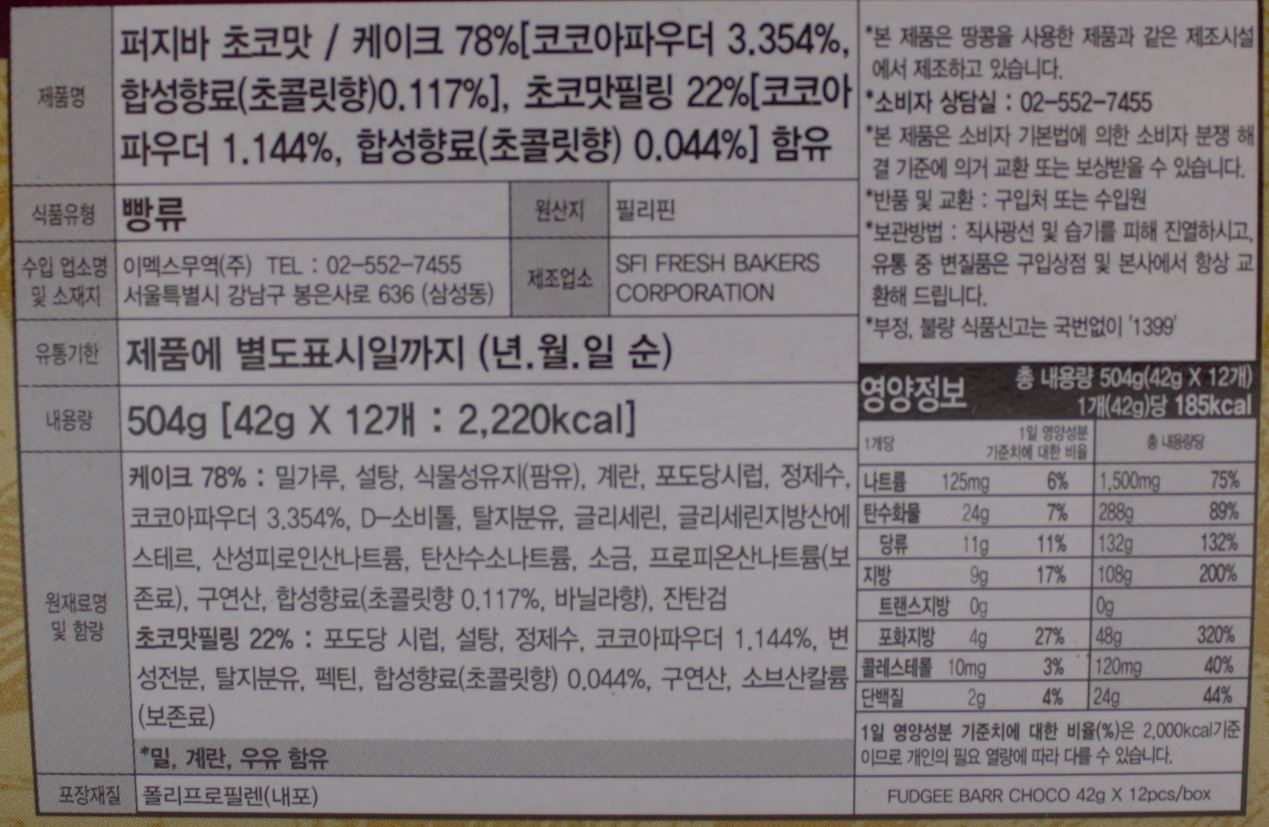 제품명
퍼지바 초코맛 / 케이크 78%[코코아파우더 3.354%,
합성향료(초콜릿향)0.117%], 초코맛필링 22%[코코아
파우더 1.144%, 합성향료(초콜릿향) 0.044%] 함유
식품유형 빵류 원산지 필리핀
수입 업소명 및 소재지
이멕스무역(주) TEL : 02-552-7455
서울특별시 강남구 봉은사로 636 (삼성동)
제조업소
SFI FRESH BAKERS
CORPORATION
유통기한 제품에 별도표시일까지 (년.월.일 순)
내용량 504g [42g X 12개 : 2,220kcal]
원재료명 및 함량
케이크 78% : 밀가루, 설탕, 식물성유지(팜유), 계란, 포도당시럽, 정제수,
코코아파우더 3.354%, D-소비톨, 탈지분유, 글리세린, 글리세린지방산에
스테르, 산성피로인산나트륨, 탄산수소나트륨, 소금, 프로피온산나트륨(보
존료), 구연산, 합성향료(초콜릿향 0.117%, 바닐라향), 잔탄검
초코맛필링 22% : 포도당 시럽, 설탕, 정제수, 코코아파우더 1.144%, 변
성전분, 탈지분유, 펙틴, 합성향료(초콜릿향) 0.044%, 구연산, 소브산칼륨
(보존료)
*밀, 계란, 우유 함유
포장재질 폴리프로필렌(내포)
*본 제품은 땅콩을 사용한 제품과 같은 제조시설
에서 제조하고 있습니다.
*소비자 상담실 : 02-552-7455
*본 제품은 소비자 기본법에 의한 소비자 분쟁 해
결 기준에 의거 교환 또는 보상받을 수 있습니다.
*반품 및 교환 : 구입처 또는 수입원
*보관방법 : 직사광선 및 습기를 피해 진열하시고,
유통 중 변질품은 구입상점 및 본사에서 항상 교
환해 드립니다.
*부정, 불량 식품신고는 국번없이 '1399'
영양정보
총 내용량 504g(42g X 12개)
1개(42g)당 185kcal
1개당 1일 영양성분 기준치에 대한 비율 총 내용량당
나트륨 125mg 6% 1,500mg 75%
탄수화물 24g 7% 288g 89%
당류 11g 11% 132g 132%
지방 9g 17% 108g 200%
트랜스지방 0g 0g
포화지방 4g 27% 48g 320%
콜레스테롤 10mg 3% 120mg 40%
단백질 2g 4% 24g 44%
1일 영양성분 기준치에 대한 비율(%)은 2,000kcal기준
이므로 개인의 필요 열량에 따라 다를 수 있습니다.
FUDGEE BARR CHOCO 42g X 12pcs/box